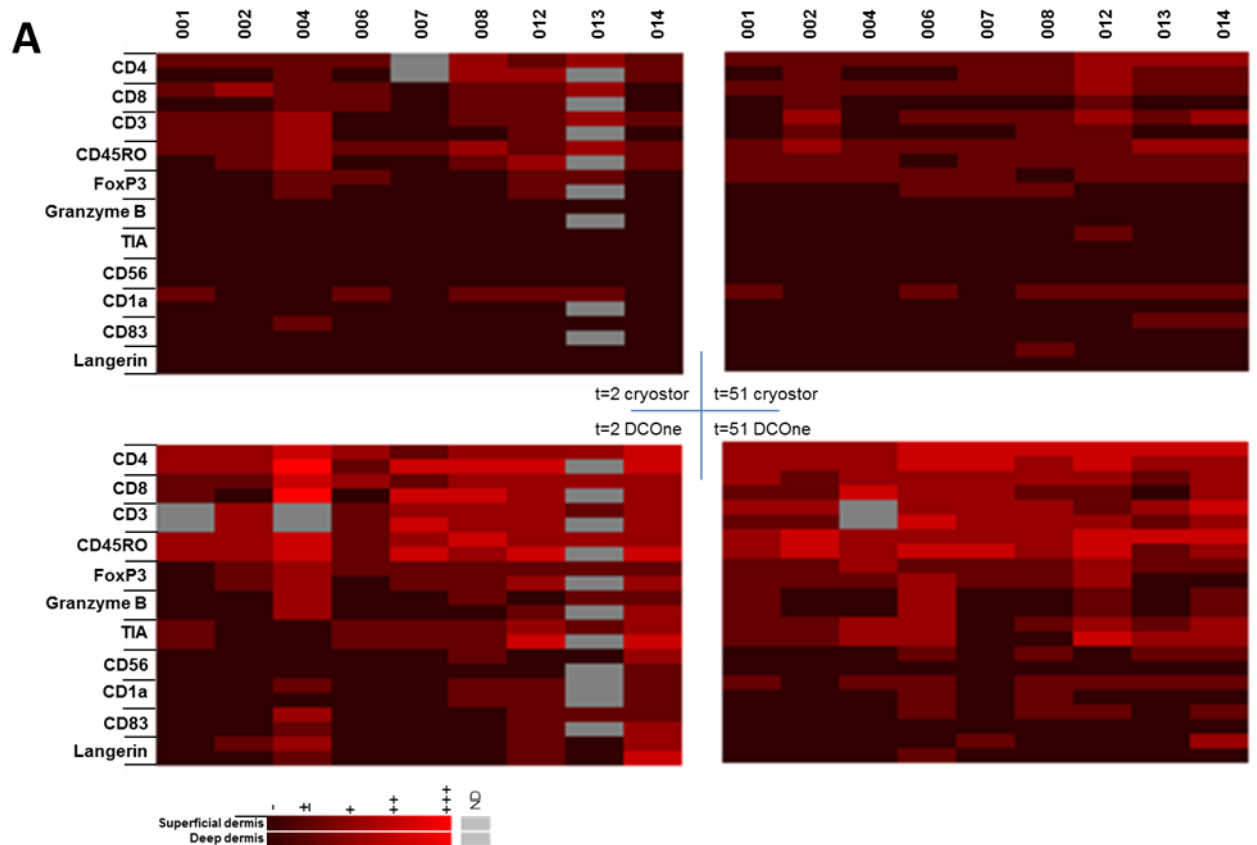 A
001 002 004 006 007 008 012 013 014
001 002 004 006 007 008 012 013 014
CD4
CD8
CD3
CD45RO
FoxP3
Granzyme B
TIA
CD56
CD1a
CD83
Langerin
t=2 cryostor
t=51 cryostor
t=2 DCOne
t=51 DCOne
CD4
CD8
CD3
CD45RO
FoxP3
Granzyme B
TIA
CD56
CD1a
CD83
Langerin
- ± + ++ +++ ND
Superficial dermis
Deep dermis